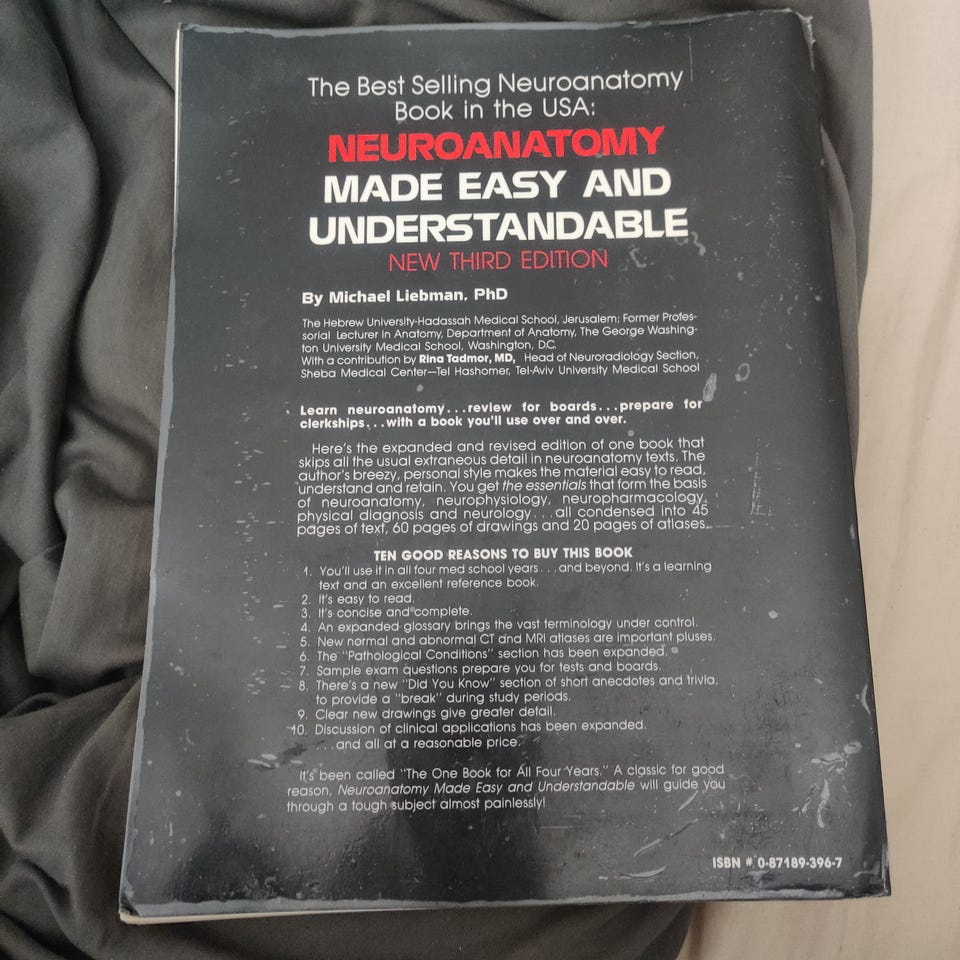 The Best Selling Neuroanatomy
Book in the USA:
NEUROANATOMY
MADE EASY AND
UNDERSTANDABLE
NEW THIRD EDITION
By Michael Liebman, PhD
The Hebrew University-Hadassah Medical School, Jerusalem; Former Profes-
sorial Lecturer in Anatomy, Department of Anatomy, The George Washing-
ton University Medical School, Washington, D.C.
With a contribution by Rina Tadmor, MD, Head of Neuroradiology Section,
Sheba Medical Center—Tel Hashomer, Tel-Aviv University Medical School
Learn neuroanatomy...review for boards...prepare for
clerkships...with a book you'll use over and over.
Here's the expanded and revised edition of one book that
skips all the usual extraneous detail in neuroanatomy texts. The
author's breezy, personal style makes the material easy to read,
understand and retain. You get the essentials that form the basis
of neuroanatomy, neurophysiology, neuropharmacology,
physical diagnosis and neurology...all condensed into 45
pages of text, 60 pages of drawings and 20 pages of atlases.
TEN GOOD REASONS TO BUY THIS BOOK
1. You'll use it in all four med school years...and beyond. It's a learning
text and an excellent reference book.
2. It's easy to read.
3. It's concise and complete.
4. An expanded glossary brings the vast terminology under control.
5. New normal and abnormal CT and MRI atlases are important pluses.
6. The "Pathological Conditions" section has been expanded.
7. Sample exam questions prepare you for tests and boards.
8. There's a new "Did You Know" section of short anecdotes and trivia,
to provide a "break" during study periods.
9. Clear new drawings give greater detail.
10. Discussion of clinical applications has been expanded.
...and all at a reasonable price.
It's been called "The One Book for All Four Years." A classic for good
reason, Neuroanatomy Made Easy and Understandable will guide you
through a tough subject almost painlessly!
ISBN # 0-87189-396-7